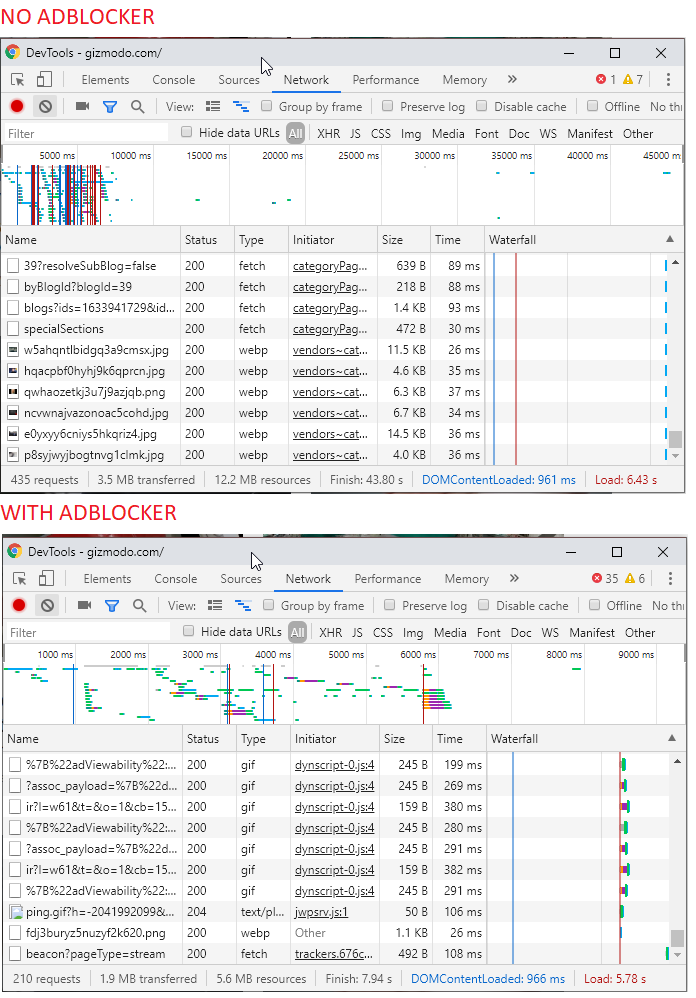 NO ADBLOCKER
DevTools - gizmodo.com/
Elements Console Sources Network Performance Memory » 1 7
View: Group by frame Preserve log Disable cache Offline No thr
Filter Hide data URLs All XHR JS CSS Img Media Font Doc WS Manifest Other
5000 ms 10000 ms 15000 ms 20000 ms 25000 ms 30000 ms 35000 ms 40000 ms 45000 ms
Name Status Type Initiator Size Time Waterfall
39?resolveSubBlog=false 200 fetch categoryPag... 639 B 89 ms
byBlogId?blogId=39 200 fetch categoryPag... 218 B 88 ms
blogs?ids=1633941729&id... 200 fetch categoryPag... 1.4 KB 93 ms
specialSections 200 fetch categoryPag... 472 B 30 ms
w5ahqntlbidgq3a9cmsx.jpg 200 webp vendors~cat... 11.5 KB 26 ms
hqacpbf0hyhj9k6qprcn.jpg 200 webp vendors~cat... 4.6 KB 35 ms
qwhaozetkj3u7j9azjqb.png 200 webp vendors~cat... 6.3 KB 37 ms
ncvwnajvazonoac5cohd.jpg 200 webp vendors~cat... 6.7 KB 34 ms
e0yxyy6cniys5hkqriz4.jpg 200 webp vendors~cat... 14.5 KB 36 ms
p8syjwyjbogtnvg1clmk.jpg 200 webp vendors~cat... 4.0 KB 36 ms
435 requests 3.5 MB transferred 12.2 MB resources Finish: 43.80 s DOMContentLoaded: 961 ms Load: 6.43 s
WITH ADBLOCKER
DevTools - gizmodo.com/
Elements Console Sources Network Performance Memory » 35 6
View: Group by frame Preserve log Disable cache Offline No thr
Filter Hide data URLs All XHR JS CSS Img Media Font Doc WS Manifest Other
1000 ms 2000 ms 3000 ms 4000 ms 5000 ms 6000 ms 7000 ms 8000 ms 9000 ms
Name Status Type Initiator Size Time Waterfall
%7B%22adViewability%22:... 200 gif dynscript-0.js:4 245 B 199 ms
?assoc_payload=%7B%22d... 200 gif dynscript-0.js:4 245 B 269 ms
ir?l=w61&t=&o=1&cb=15... 200 gif dynscript-0.js:4 159 B 380 ms
%7B%22adViewability%22:... 200 gif dynscript-0.js:4 245 B 280 ms
?assoc_payload=%7B%22d... 200 gif dynscript-0.js:4 245 B 291 ms
ir?l=w61&t=&o=1&cb=15... 200 gif dynscript-0.js:4 159 B 382 ms
%7B%22adViewability%22:... 200 gif dynscript-0.js:4 245 B 291 ms
ping.gif?h=-2041992099&... 204 text/pl... jwpsrv.js:1 50 B 106 ms
fdj3buryz5nuzyf2k620.png 200 webp Other 1.1 KB 26 ms
beacon?pageType=stream 200 fetch trackers.676c... 492 B 108 ms
210 requests 1.9 MB transferred 5.6 MB resources Finish: 7.94 s DOMContentLoaded: 966 ms Load: 5.78 s